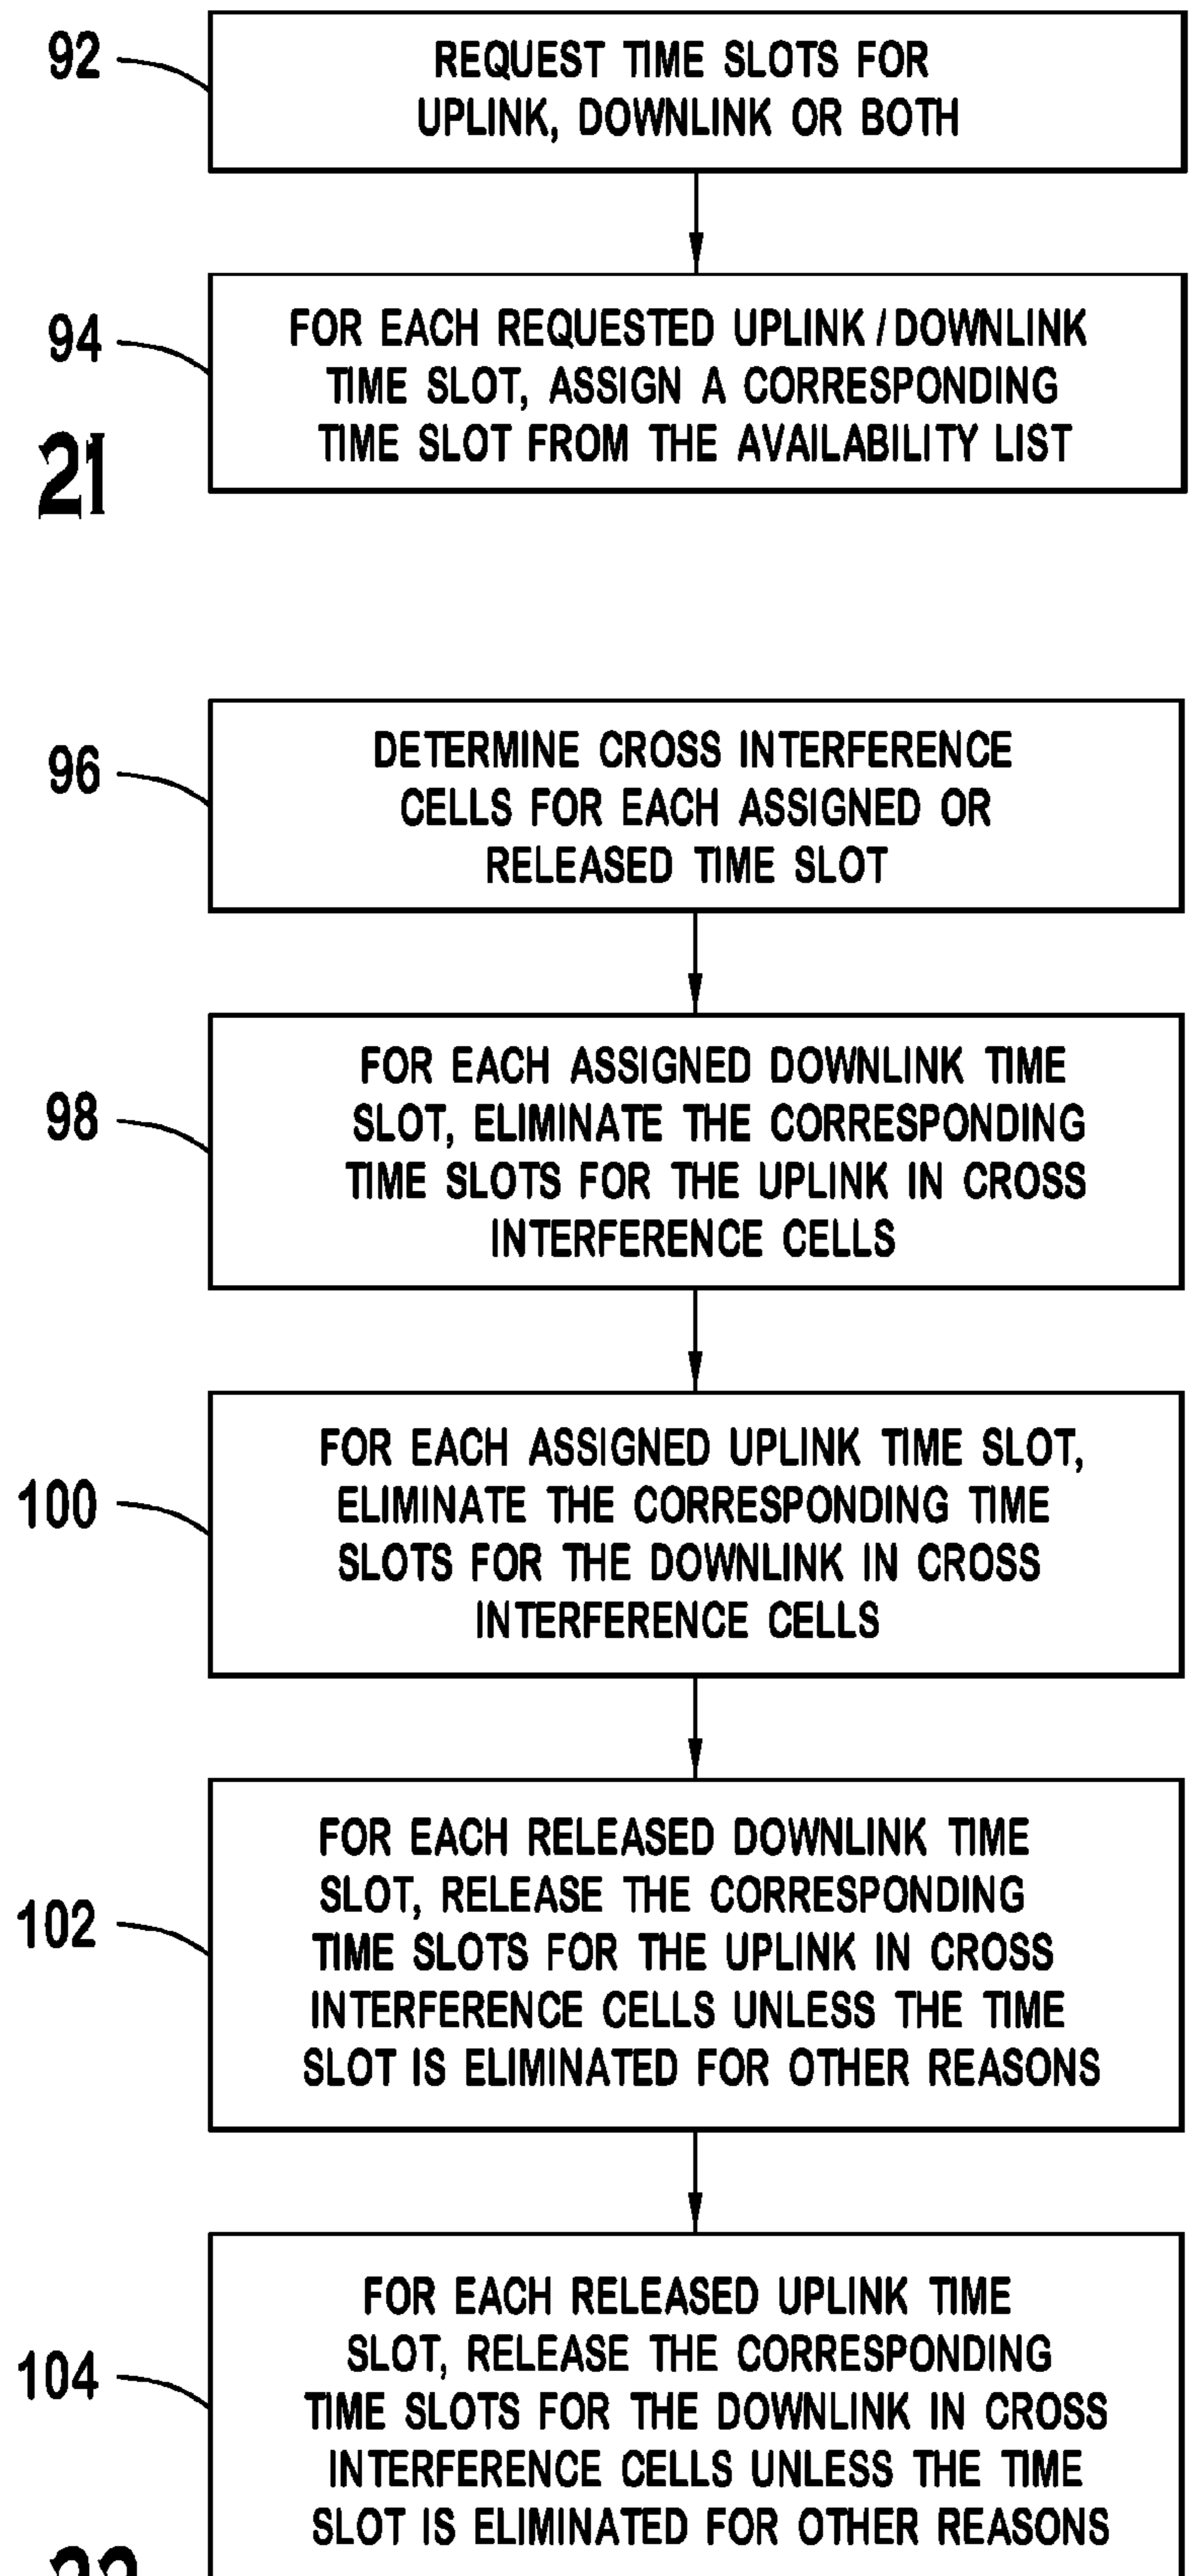 92
REQUEST TIME SLOTS FOR
UPLINK, DOWNLINK OR BOTH
94
FOR EACH REQUESTED UPLINK / DOWNLINK
TIME SLOT, ASSIGN A CORRESPONDING
TIME SLOT FROM THE AVAILABILITY LIST
21
96
DETERMINE CROSS INTERFERENCE
CELLS FOR EACH ASSIGNED OR
RELEASED TIME SLOT
98
FOR EACH ASSIGNED DOWNLINK TIME
SLOT, ELIMINATE THE CORRESPONDING
TIME SLOTS FOR THE UPLINK IN CROSS
INTERFERENCE CELLS
100
FOR EACH ASSIGNED UPLINK TIME SLOT,
ELIMINATE THE CORRESPONDING TIME
SLOTS FOR THE DOWNLINK IN CROSS
INTERFERENCE CELLS
102
FOR EACH RELEASED DOWNLINK TIME
SLOT, RELEASE THE CORRESPONDING
TIME SLOTS FOR THE UPLINK IN CROSS
INTERFERENCE CELLS UNLESS THE TIME
SLOT IS ELIMINATED FOR OTHER REASONS
104
FOR EACH RELEASED UPLINK TIME
SLOT, RELEASE THE CORRESPONDING
TIME SLOTS FOR THE DOWNLINK IN CROSS
INTERFERENCE CELLS UNLESS THE TIME
SLOT IS ELIMINATED FOR OTHER REASONS